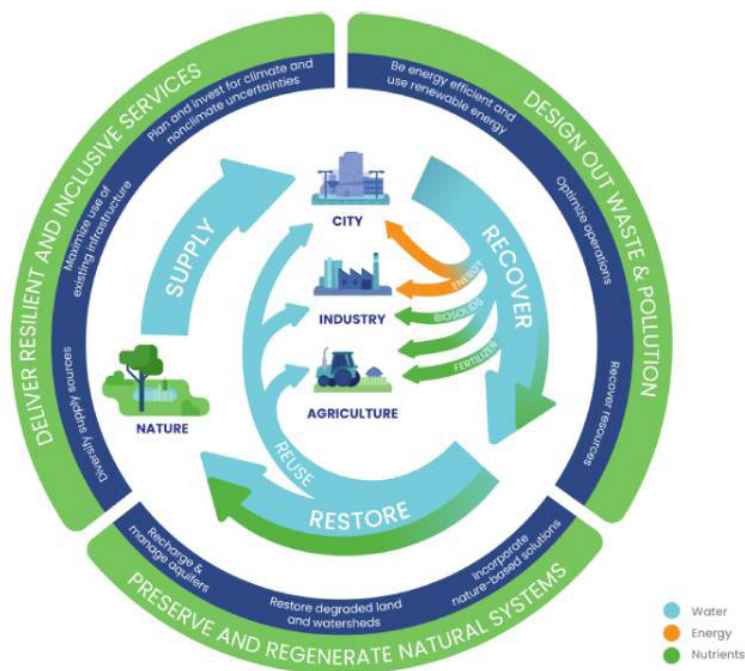 DELIVER RESILIENT AND INCLUSIVE SERVICES
Plan and invest for climate and
nonclimate uncertainties
Maximize use of
existing infrastructure
Diversify supply sources
DESIGN OUT WASTE & POLLUTION
Be energy efficient and
use renewable energy
Optimize operations
Recover resources
PRESERVE AND REGENERATE NATURAL SYSTEMS
Recharge &
manage aquifers
Restore degraded land
and watersheds
Incorporate
nature-based solutions
SUPPLY
CITY
RECOVER
ENERGY
INDUSTRY
BIOSOLIDS
FERTILIZER
AGRICULTURE
NATURE
REUSE
RESTORE
Water
Energy
Nutrients